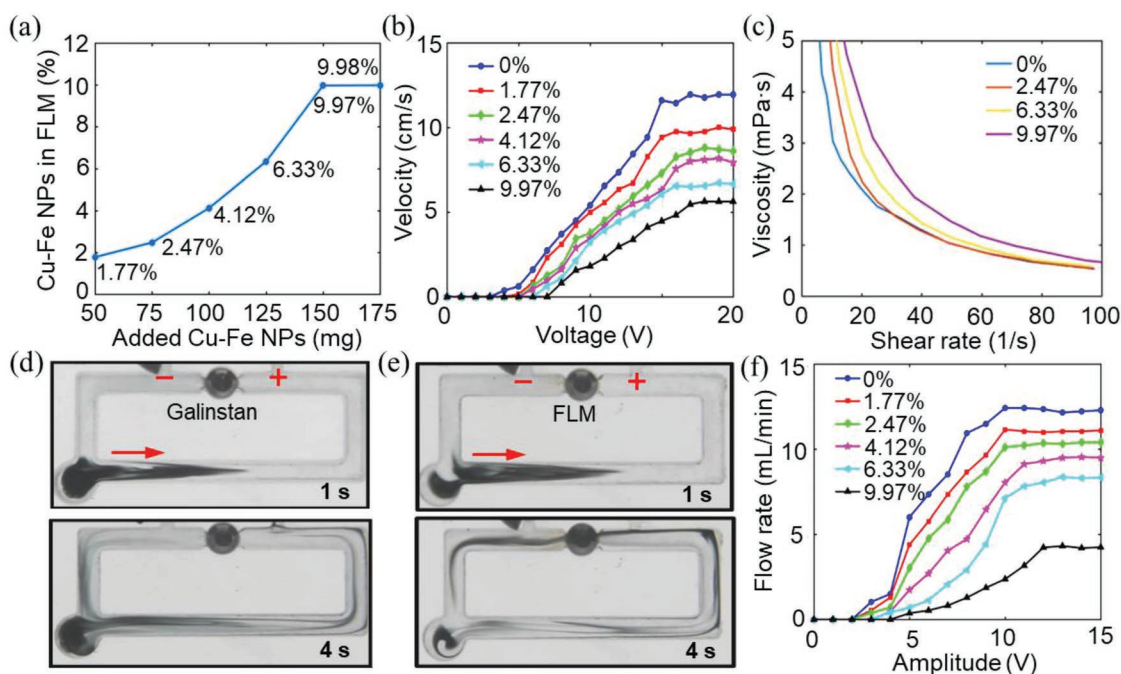 (a)
12
10
8
6
4
2
0
Cu-Fe NPs in FLM (%)
9.98%
9.97%
6.33%
4.12%
2.47%
1.77%
50 75 100 125 150 175
Added Cu-Fe NPs (mg)
(b)
15
10
5
0
Velocity (cm/s)
0%
1.77%
2.47%
4.12%
6.33%
9.97%
0 10 20
Voltage (V)
(c)
5
4
3
2
1
0
Viscosity (mPa·s)
0%
2.47%
6.33%
9.97%
0 20 40 60 80 100
Shear rate (1/s)
(d)
− +
Galinstan
1 s
4 s
(e)
− +
FLM
1 s
4 s
(f)
15
10
5
0
Flow rate (mL/min)
0%
1.77%
2.47%
4.12%
6.33%
9.97%
0 5 10 15
Amplitude (V)